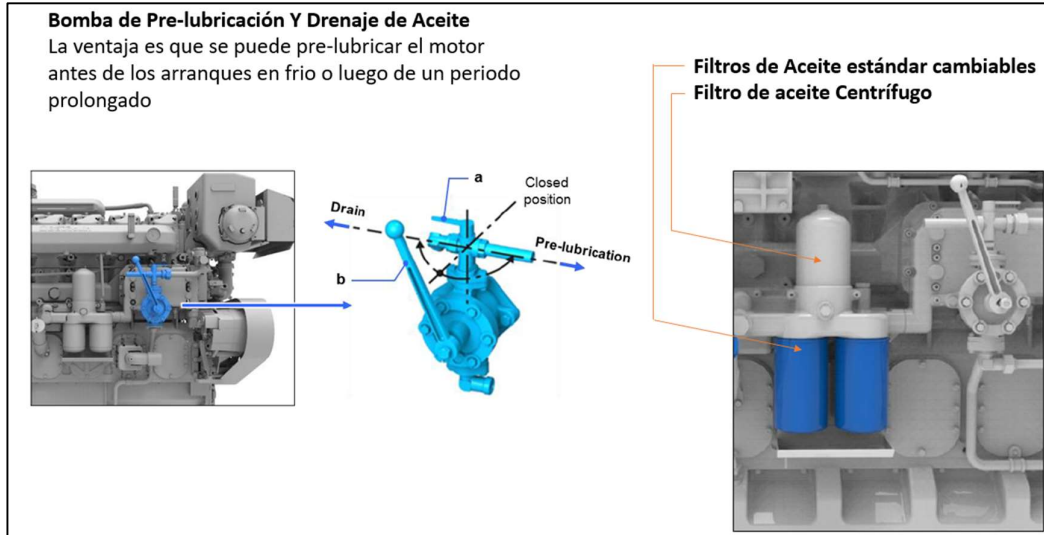 Bomba de Pre-lubricación Y Drenaje de Aceite
La ventaja es que se puede pre-lubricar el motor
antes de los arranques en frio o luego de un periodo
prolongado
Filtros de Aceite estándar cambiables
Filtro de aceite Centrífugo
a
Closed
position
Drain
Pre-lubrication
b